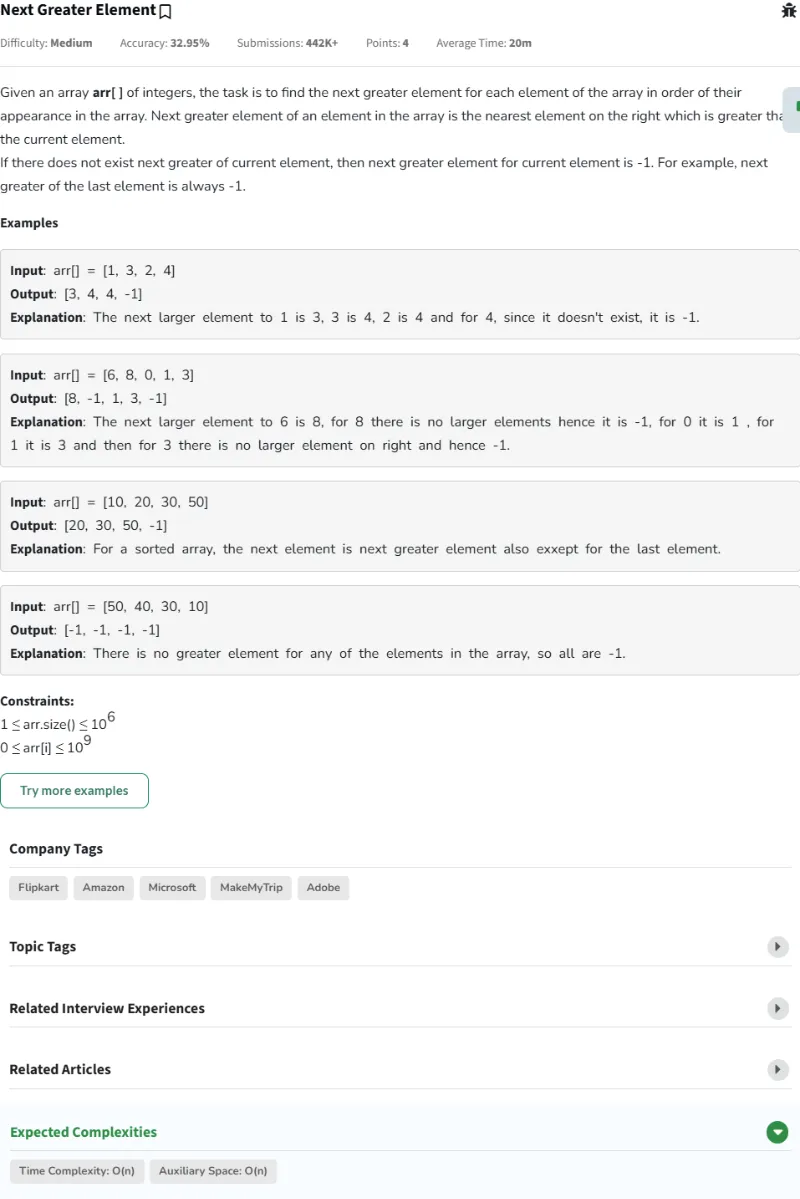 Next Greater Element
Difficulty: Medium Accuracy: 32.95% Submissions: 442K+ Points: 4 Average Time: 20m
Given an array arr[ ] of integers, the task is to find the next greater element for each element of the array in order of their
appearance in the array. Next greater element of an element in the array is the nearest element on the right which is greater tha
the current element.
If there does not exist next greater of current element, then next greater element for current element is -1. For example, next
greater of the last element is always -1.
Examples
Input: arr[] = [1, 3, 2, 4]
Output: [3, 4, 4, -1]
Explanation: The next larger element to 1 is 3, 3 is 4, 2 is 4 and for 4, since it doesn't exist, it is -1.
Input: arr[] = [6, 8, 0, 1, 3]
Output: [8, -1, 1, 3, -1]
Explanation: The next larger element to 6 is 8, for 8 there is no larger elements hence it is -1, for 0 it is 1 , for
1 it is 3 and then for 3 there is no larger element on right and hence -1.
Input: arr[] = [10, 20, 30, 50]
Output: [20, 30, 50, -1]
Explanation: For a sorted array, the next element is next greater element also exxept for the last element.
Input: arr[] = [50, 40, 30, 10]
Output: [-1, -1, -1, -1]
Explanation: There is no greater element for any of the elements in the array, so all are -1.
Constraints:
1 ≤ arr.size() ≤ 10⁶
0 ≤ arr[i] ≤ 10⁹
Try more examples
Company Tags
Flipkart Amazon Microsoft MakeMyTrip Adobe
Topic Tags
Related Interview Experiences
Related Articles
Expected Complexities
Time Complexity: O(n) Auxiliary Space: O(n)